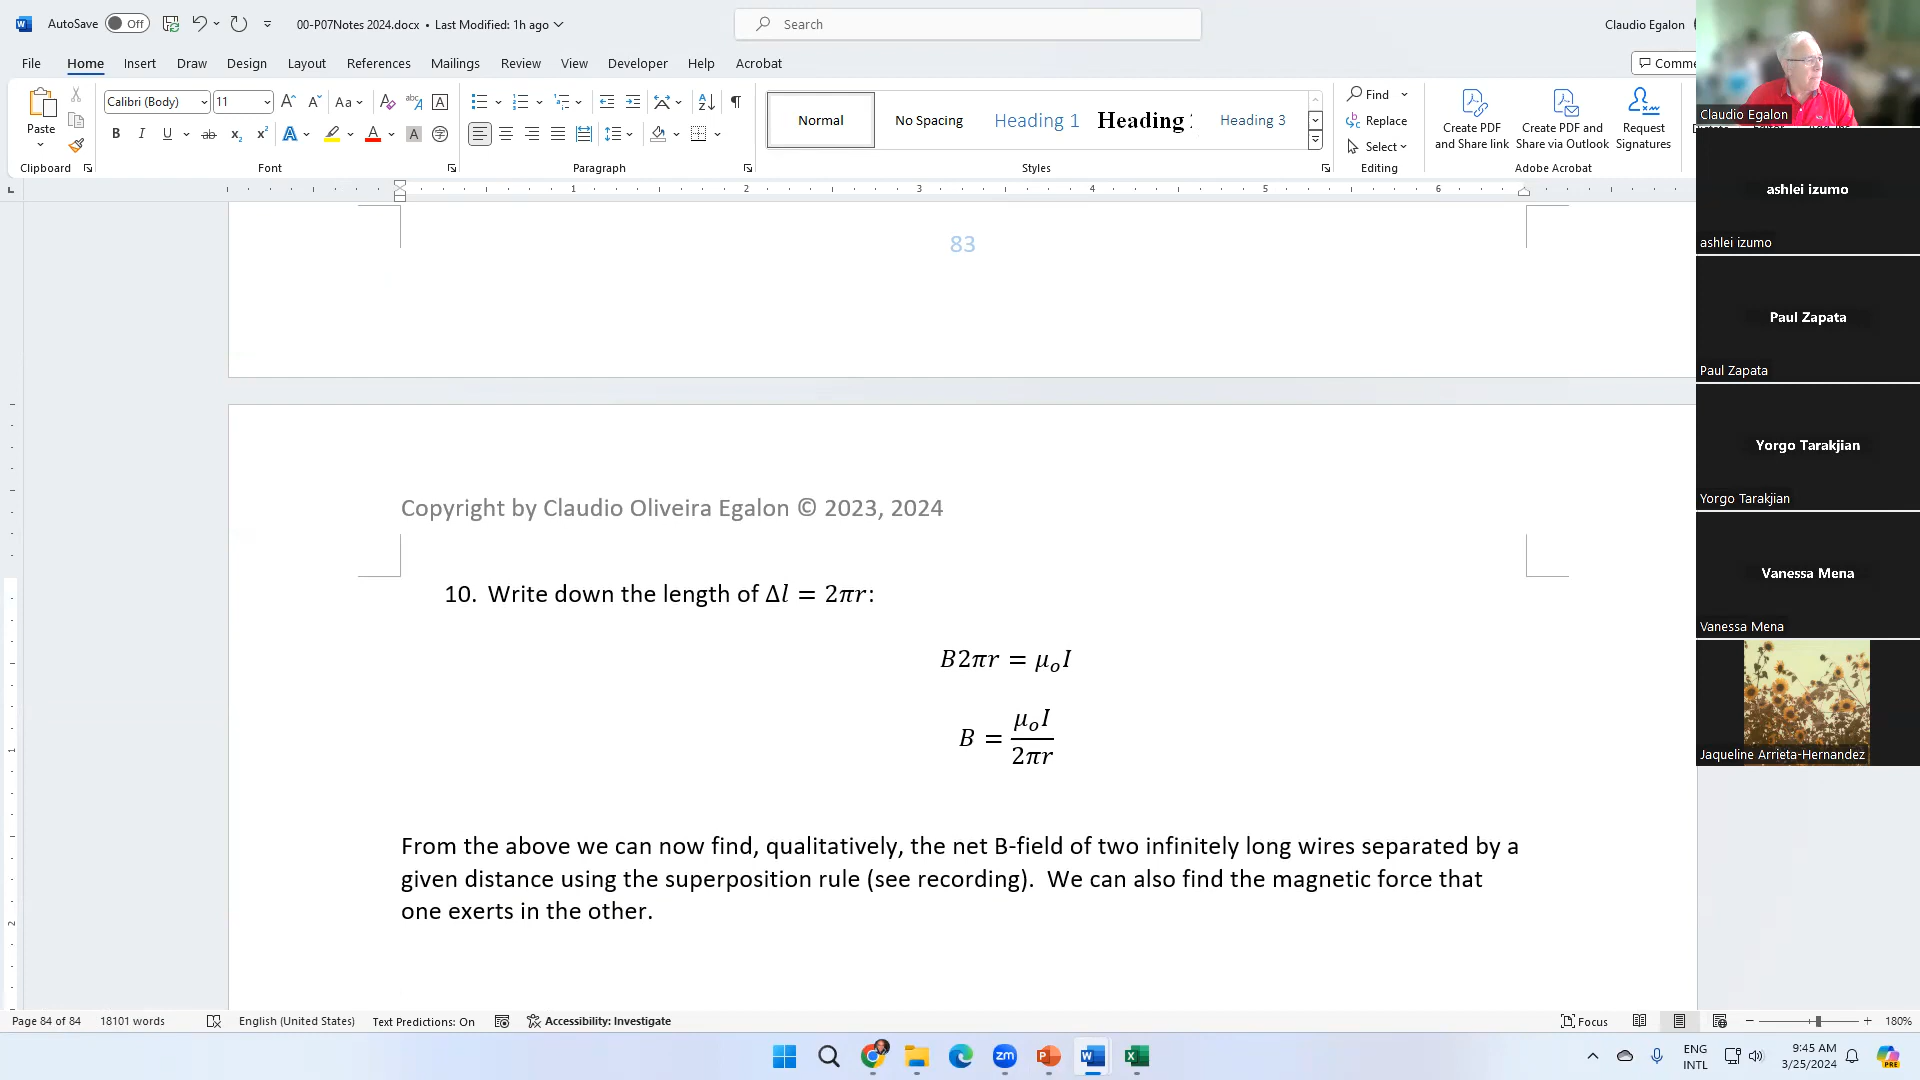 AutoSave Off 00-P07Notes 2024.docx • Last Modified: 1h ago Search Claudio Egalon
File Home Insert Draw Design Layout References Mailings Review View Developer Help Acrobat Comme
Paste
Calibri (Body) 11
Normal No Spacing Heading 1 Heading Heading 3
Find
Replace
Select
Create PDF and Share link
Create PDF and Share via Outlook
Request Signatures
Clipboard Font Paragraph Styles Editing Adobe Acrobat
1 2 3 4 5 6
83
Copyright by Claudio Oliveira Egalon © 2023, 2024
10. Write down the length of Δl = 2πr:
B2πr = μₒI
B = μₒI / 2πr
From the above we can now find, qualitatively, the net B-field of two infinitely long wires separated by a
given distance using the superposition rule (see recording). We can also find the magnetic force that
one exerts in the other.
Claudio Egalon
ashlei izumo
ashlei izumo
Paul Zapata
Paul Zapata
Yorgo Tarakjian
Yorgo Tarakjian
Vanessa Mena
Vanessa Mena
Jaqueline Arrieta-Hernandez
Page 84 of 84 18101 words English (United States) Text Predictions: On Accessibility: Investigate Focus 180%
ENG
INTL
9:45 AM
3/25/2024